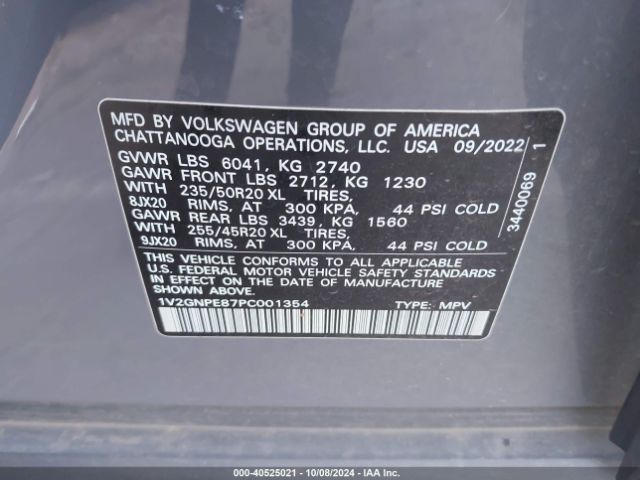 MFD BY VOLKSWAGEN GROUP OF AMERICA
CHATTANOOGA OPERATIONS, LLC. USA 09/2022
GVWR LBS 6041, KG 2740
GAWR FRONT LBS 2712, KG 1230
WITH 235/50R20 XL TIRES,
8JX20 RIMS, AT 300 KPA, 44 PSI COLD
GAWR REAR LBS 3439, KG 1560
WITH 255/45R20 XL TIRES,
9JX20 RIMS, AT 300 KPA, 44 PSI COLD
THIS VEHICLE CONFORMS TO ALL APPLICABLE
U.S. FEDERAL MOTOR VEHICLE SAFETY STANDARDS
IN EFFECT ON THE DATE OF MANUFACTURE
SHOWN ABOVE.
1V2GNPE87PC001354 TYPE: MPV
3440069 1
000-40525021 - 10/08/2024 - IAA Inc.